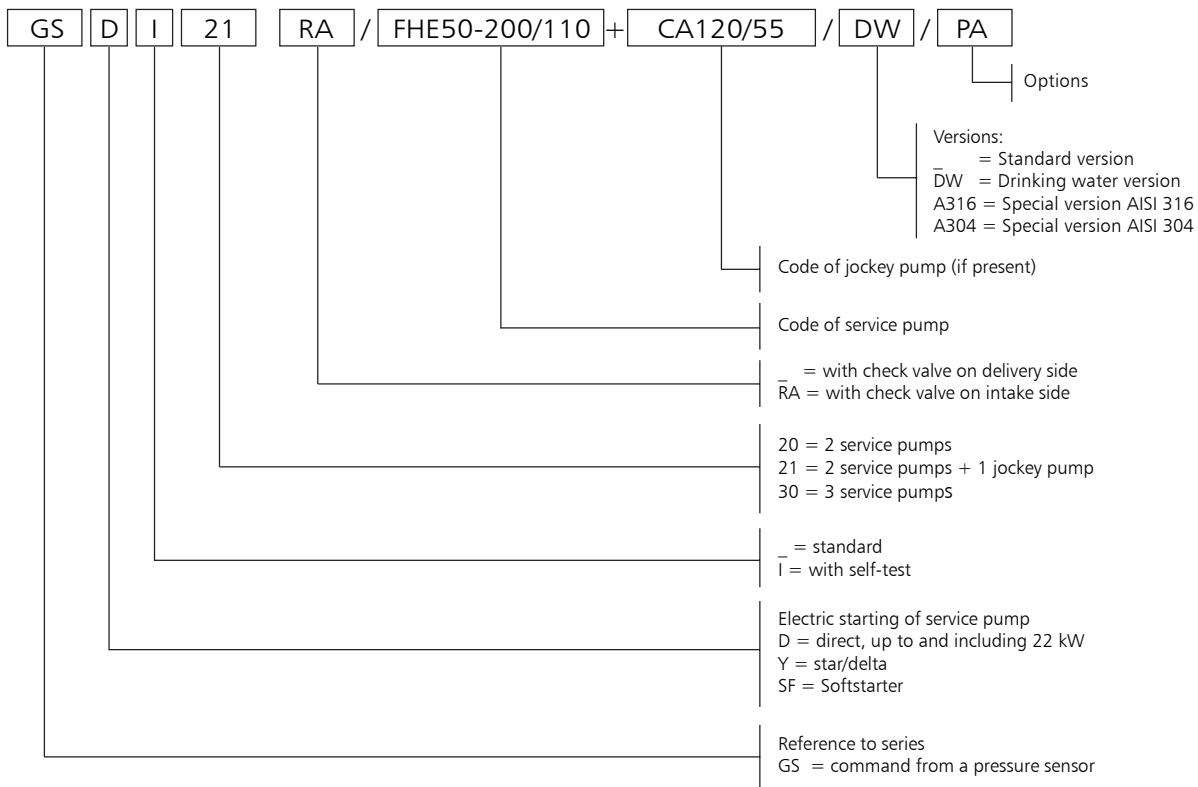 GS D I 21 RA / FHE50-200/110 + CA120/55 / DW / PA
Options
Versions:
_ = Standard version
DW = Drinking water version
A316 = Special version AISI 316
A304 = Special version AISI 304
Code of jockey pump (if present)
Code of service pump
_ = with check valve on delivery side
RA = with check valve on intake side
20 = 2 service pumps
21 = 2 service pumps + 1 jockey pump
30 = 3 service pumps
_ = standard
I = with self-test
Electric starting of service pump
D = direct, up to and including 22 kW
Y = star/delta
SF = Softstarter
Reference to series
GS = command from a pressure sensor